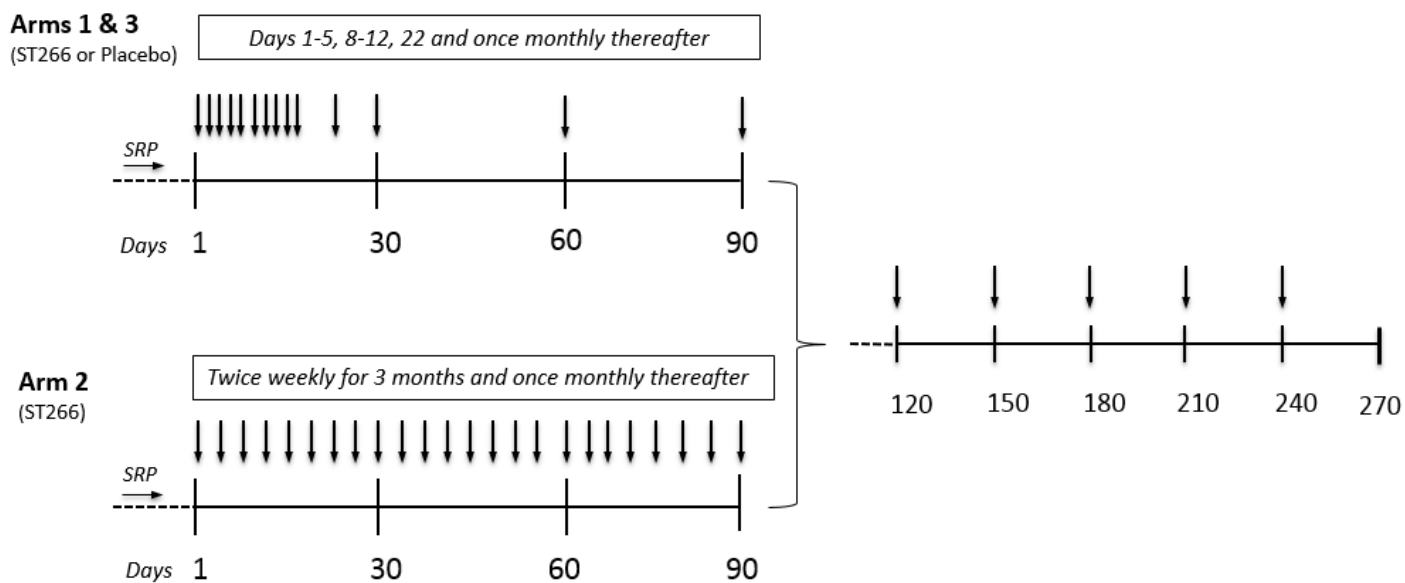 Arms 1 & 3
(ST266 or Placebo)
Days 1-5, 8-12, 22 and once monthly thereafter
SRP
Days 1 30 60 90
Arm 2
(ST266)
Twice weekly for 3 months and once monthly thereafter
SRP
Days 1 30 60 90
120 150 180 210 240 270